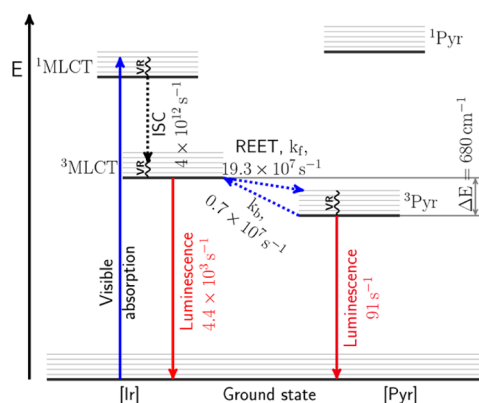 E
¹Pyr
¹MLCT
VR
ISC
4 × 10¹² s⁻¹
³MLCT
VR
REET, k_f,
19.3 × 10⁷ s⁻¹
k_b,
0.7 × 10⁷ s⁻¹
VR
³Pyr
ΔE = 680 cm⁻¹
Visible
absorption
Luminescence
4.4 × 10³ s⁻¹
Luminescence
91 s⁻¹
[Ir] Ground state [Pyr]